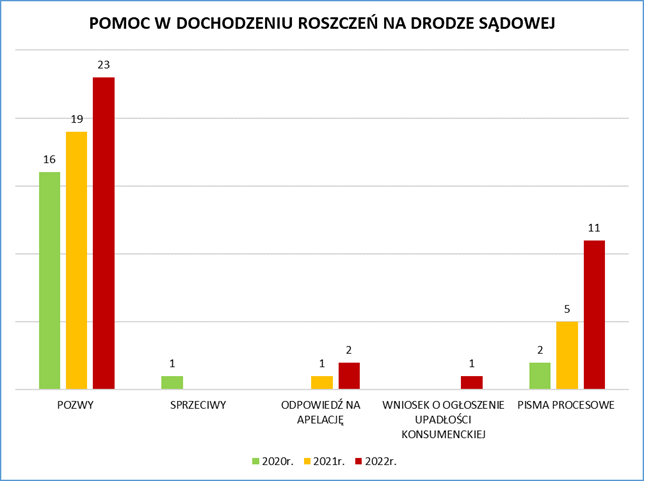 POMOC W DOCHODZENIU ROSZCZEŃ NA DRODZE SĄDOWEJ
23
19
16
11
5
2
1
1
2
1
POZWY
SPRZECIWY
ODPOWIEDŹ NA
APELACJĘ
WNIOSEK O OGŁOSZENIE
UPADŁOŚCI
KONSUMENCKIEJ
PISMA PROCESOWE
2020r. 2021r. 2022r.